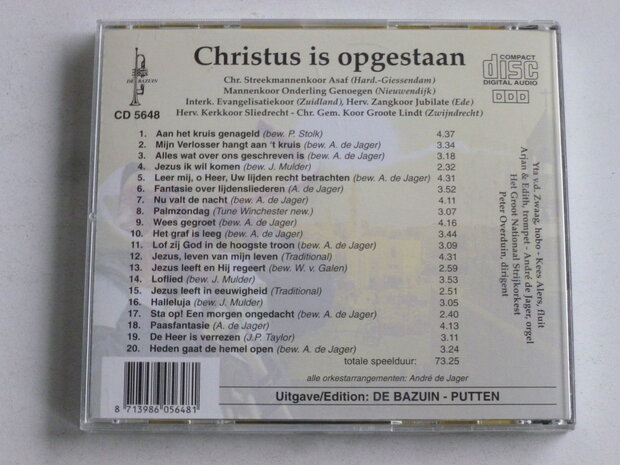 DE BAZUIN
CD 5648
Christus is opgestaan
COMPACT
disc
DIGITAL AUDIO
DDD
Chr. Streekmannenkoor Asaf (Hard.-Giessendam)
Mannenkoor Onderling Genoegen (Nieuwendijk)
Interk. Evangelisatiekoor (Zuidland), Herv. Zangkoor Jubilate (Ede)
Herv. Kerkkoor Sliedrecht - Chr. Gem. Koor Groote Lindt (Zwijndrecht)
1. Aan het kruis genageld (bew. P. Stolk) 4.37
2. Mijn Verlosser hangt aan 't kruis (bew. A. de Jager) 3.34
3. Alles wat over ons geschreven is (bew. A. de Jager) 3.18
4. Jezus ik wil komen (bew. J. Mulder) 2.32
5. Leer mij, o Heer, Uw lijden recht betrachten (bew. A. de Jager) 4.31
6. Fantasie over lijdensliederen (A. de Jager) 3.52
7. Nu valt de nacht (bew. A. de Jager) 4.11
8. Palmzondag (Tune Winchester new.) 3.07
9. Wees gegroet (bew. A. de Jager) 4.16
10. Het graf is leeg (bew. A. de Jager) 3.44
11. Lof zij God in de hoogste troon (bew. A. de Jager) 3.09
12. Jezus, leven van mijn leven (Traditional) 4.31
13. Jezus leeft en Hij regeert (bew. W. v. Galen) 2.59
14. Loflied (bew. J. Mulder) 3.53
15. Jezus leeft in eeuwigheid (Traditional) 2.51
16. Halleluja (bew. J. Mulder) 3.05
17. Sta op! Een morgen ongedacht (bew. A. de Jager) 2.40
18. Paasfantasie (A. de Jager) 4.13
19. De Heer is verrezen (J.P. Taylor) 3.11
20. Heden gaat de hemel open (bew. A. de Jager) 3.24
totale speelduur: 73.25
alle orkestarrangementen: André de Jager
Yta v.d. Zwaag, hobo - Kees Alers, fluit
Arjan & Edith, trompet - André de Jager, orgel
Het Groot Nationaal Strijkorkest
Peter Overduin, dirigent
8 713986 056481
Uitgave/Edition: DE BAZUIN - PUTTEN